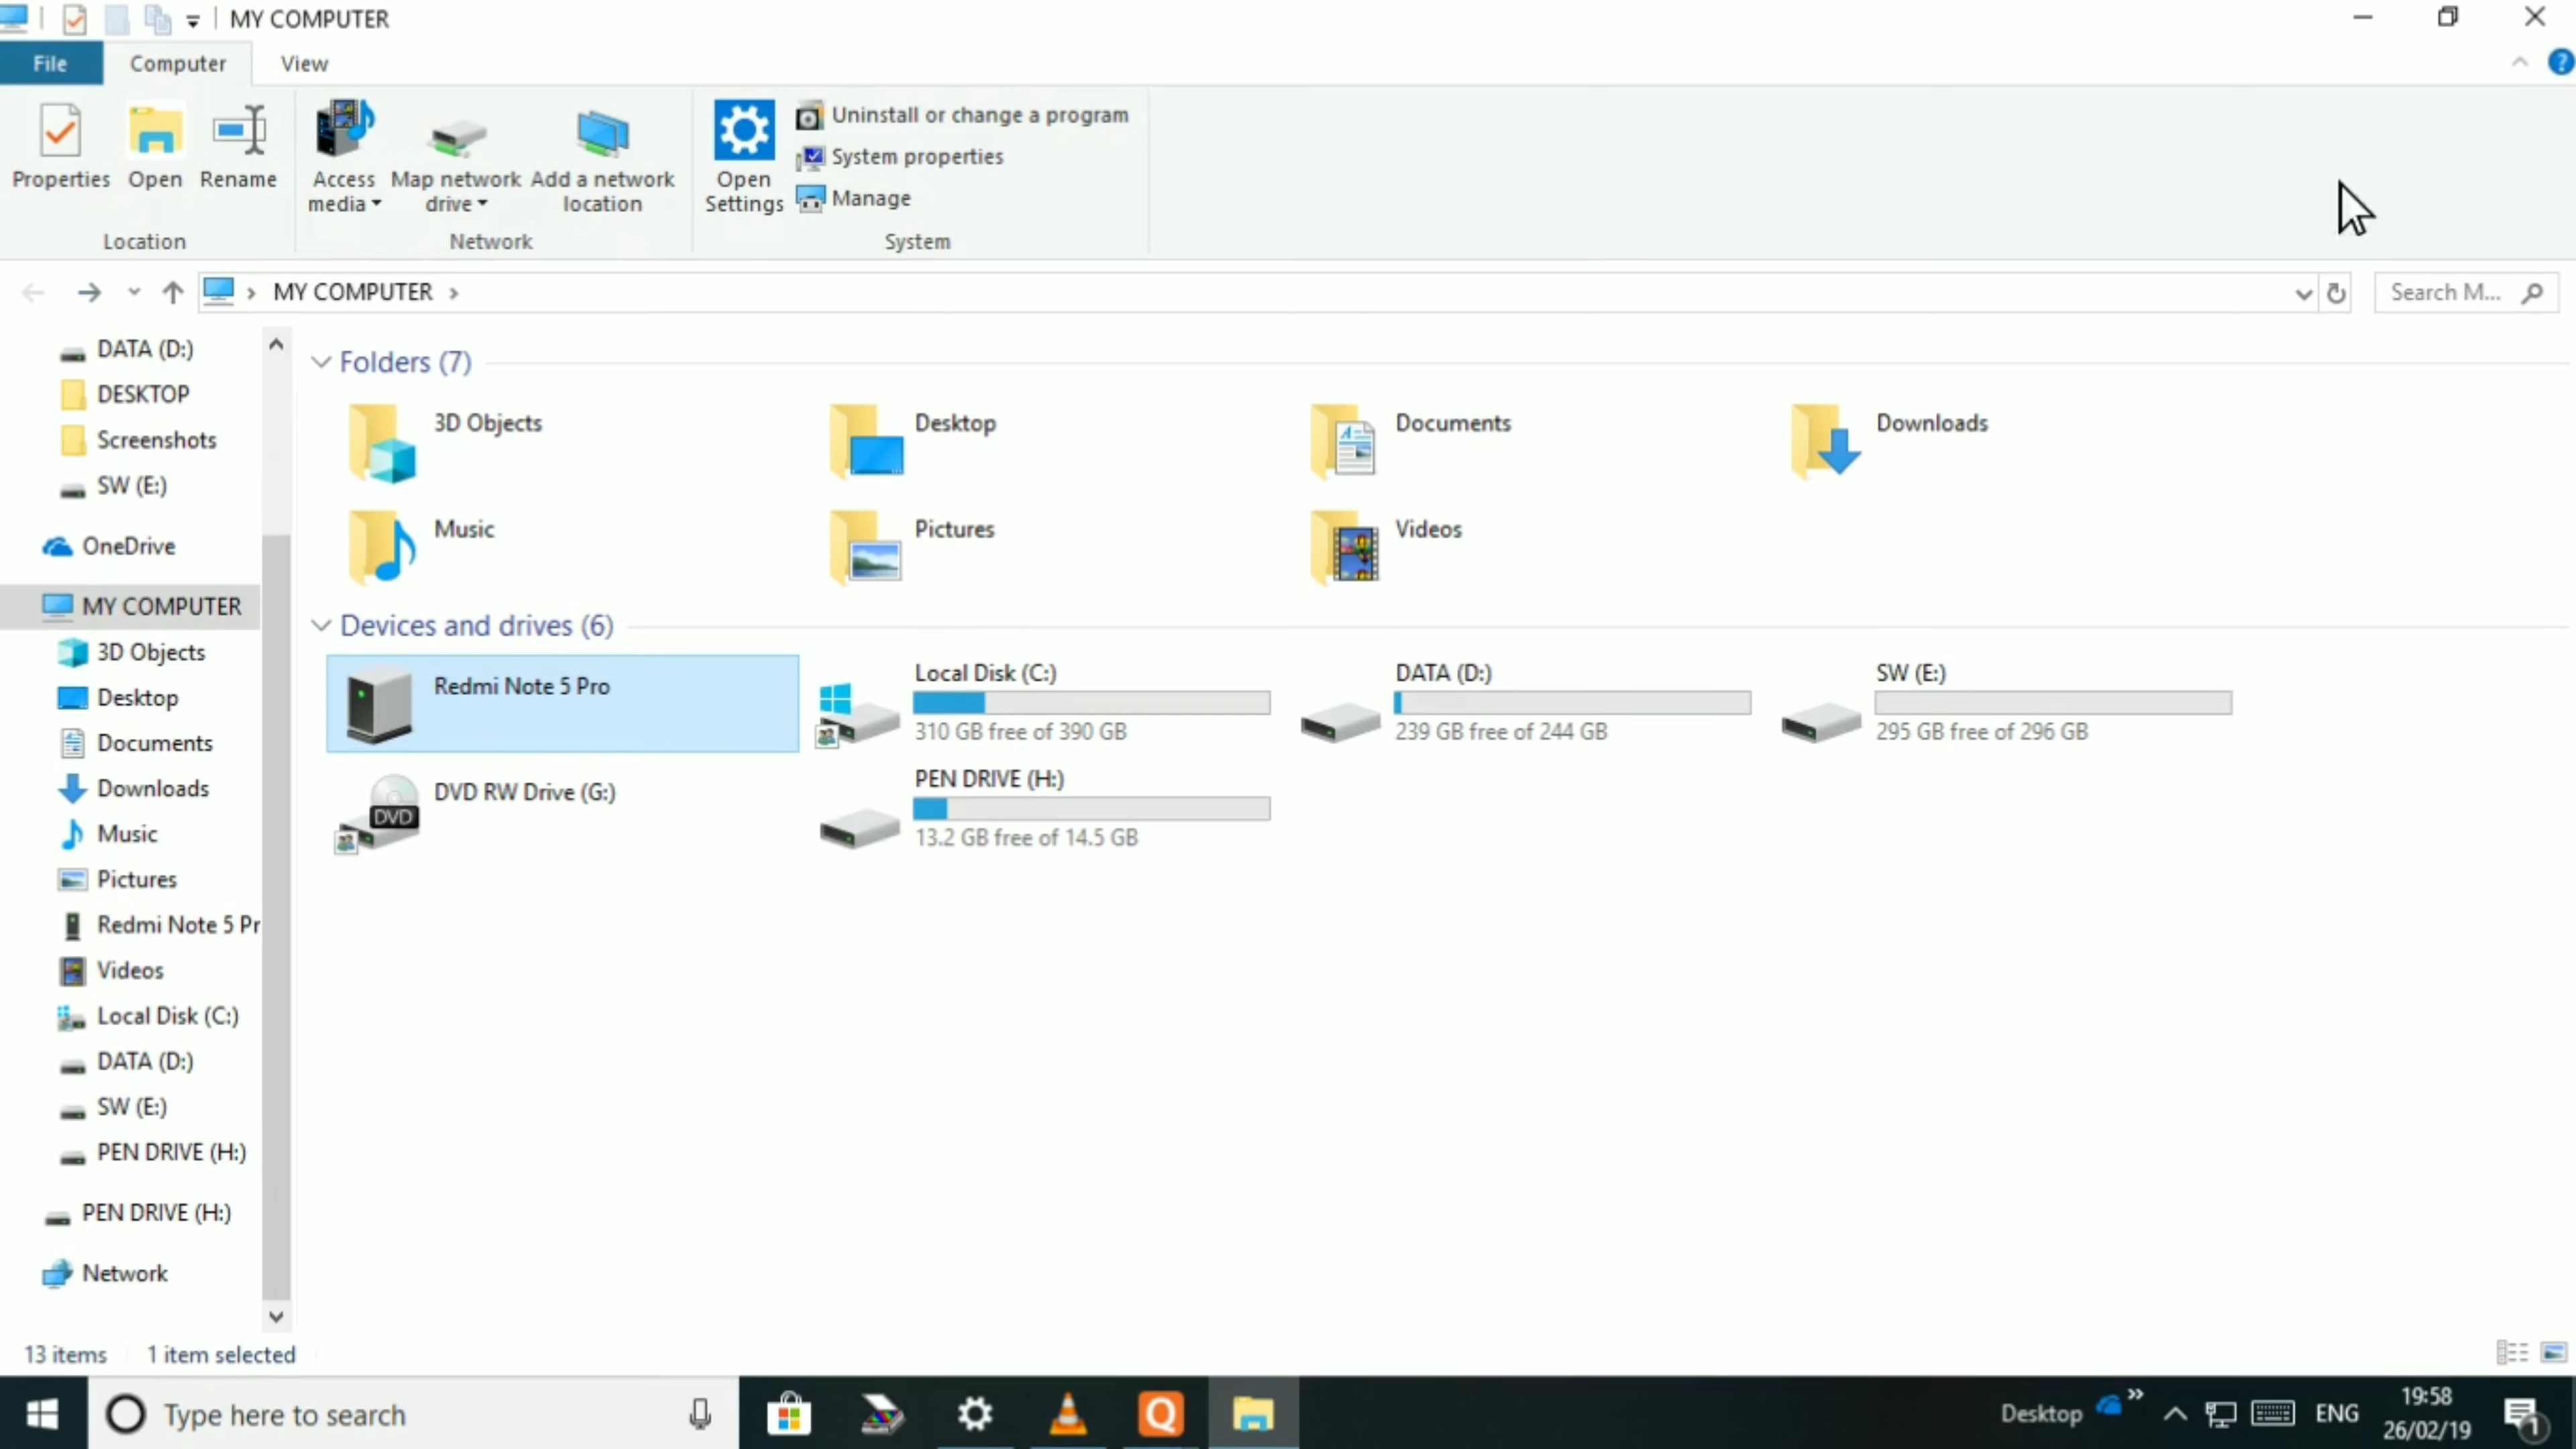 MY COMPUTER
File
Computer
View
Properties
Open
Rename
Access media
Map network drive
Add a network location
Open Settings
Uninstall or change a program
System properties
Manage
Location
Network
System
MY COMPUTER
Search M...
DATA (D:)
DESKTOP
Screenshots
SW (E:)
OneDrive
MY COMPUTER
3D Objects
Desktop
Documents
Downloads
Music
Pictures
Redmi Note 5 Pr
Videos
Local Disk (C:)
DATA (D:)
SW (E:)
PEN DRIVE (H:)
PEN DRIVE (H:)
Network
Folders (7)
3D Objects
Desktop
Documents
Downloads
Music
Pictures
Videos
Devices and drives (6)
Redmi Note 5 Pro
Local Disk (C:)
310 GB free of 390 GB
DATA (D:)
239 GB free of 244 GB
SW (E:)
295 GB free of 296 GB
DVD RW Drive (G:)
DVD
PEN DRIVE (H:)
13.2 GB free of 14.5 GB
13 items
1 item selected
Type here to search
Q
Desktop
ENG
19:58
26/02/19
1